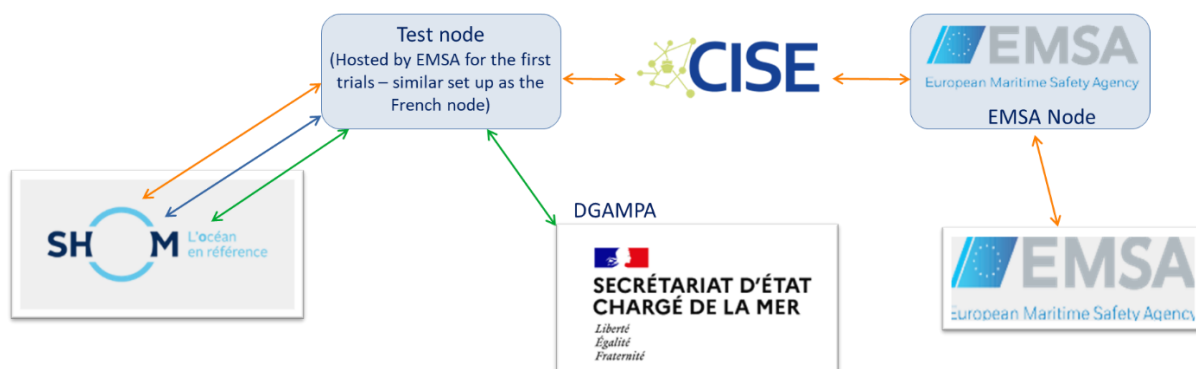 Test node
(Hosted by EMSA for the first
trials – similar set up as the
French node)
CISE
EMSA
European Maritime Safety Agency
EMSA Node
SHOM
L'océan
en référence
DGAMPA
SECRÉTARIAT D'ÉTAT
CHARGÉ DE LA MER
Liberté
Égalité
Fraternité
EMSA
European Maritime Safety Agency